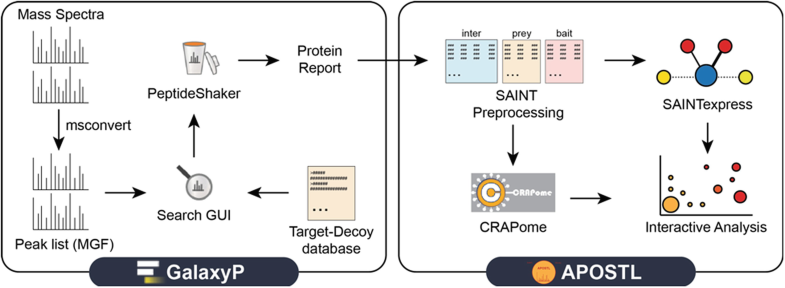 Mass Spectra
msconvert
Peak list (MGF)
PeptideShaker
Search GUI
Protein
Report
Target-Decoy
database
GalaxyP
inter
prey
bait
SAINT
Preprocessing
SAINTexpress
CRAPome
CRAPome
Interactive Analysis
APOSTL